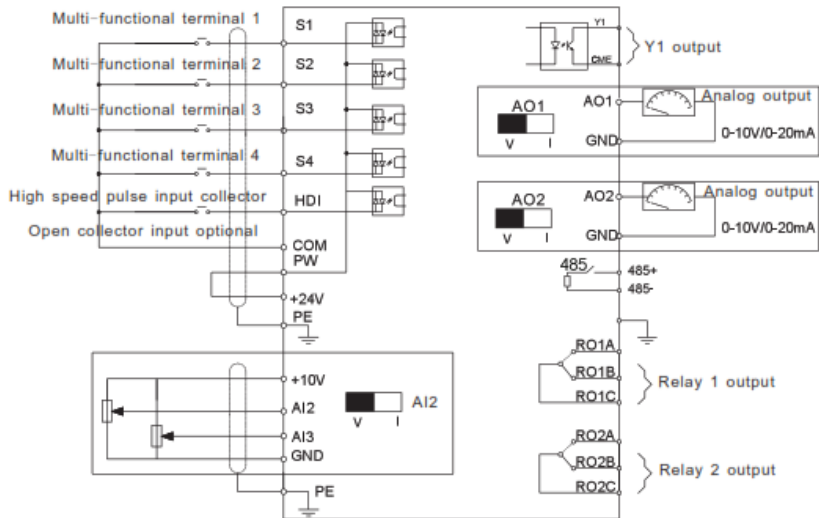 Multi-functional terminal 1
S1
Multi-functional terminal 2
S2
Multi-functional terminal 3
S3
Multi-functional terminal 4
S4
High speed pulse input collector
HDI
Open collector input optional
COM
PW
+24V
PE
+10V
AI2
AI3
GND
PE
AI2
V I
Y1
CME
Y1 output
AO1
V I
AO1
GND
Analog output
0-10V/0-20mA
AO2
V I
AO2
GND
Analog output
0-10V/0-20mA
485
485+
485-
RO1A
RO1B
RO1C
Relay 1 output
RO2A
RO2B
RO2C
Relay 2 output